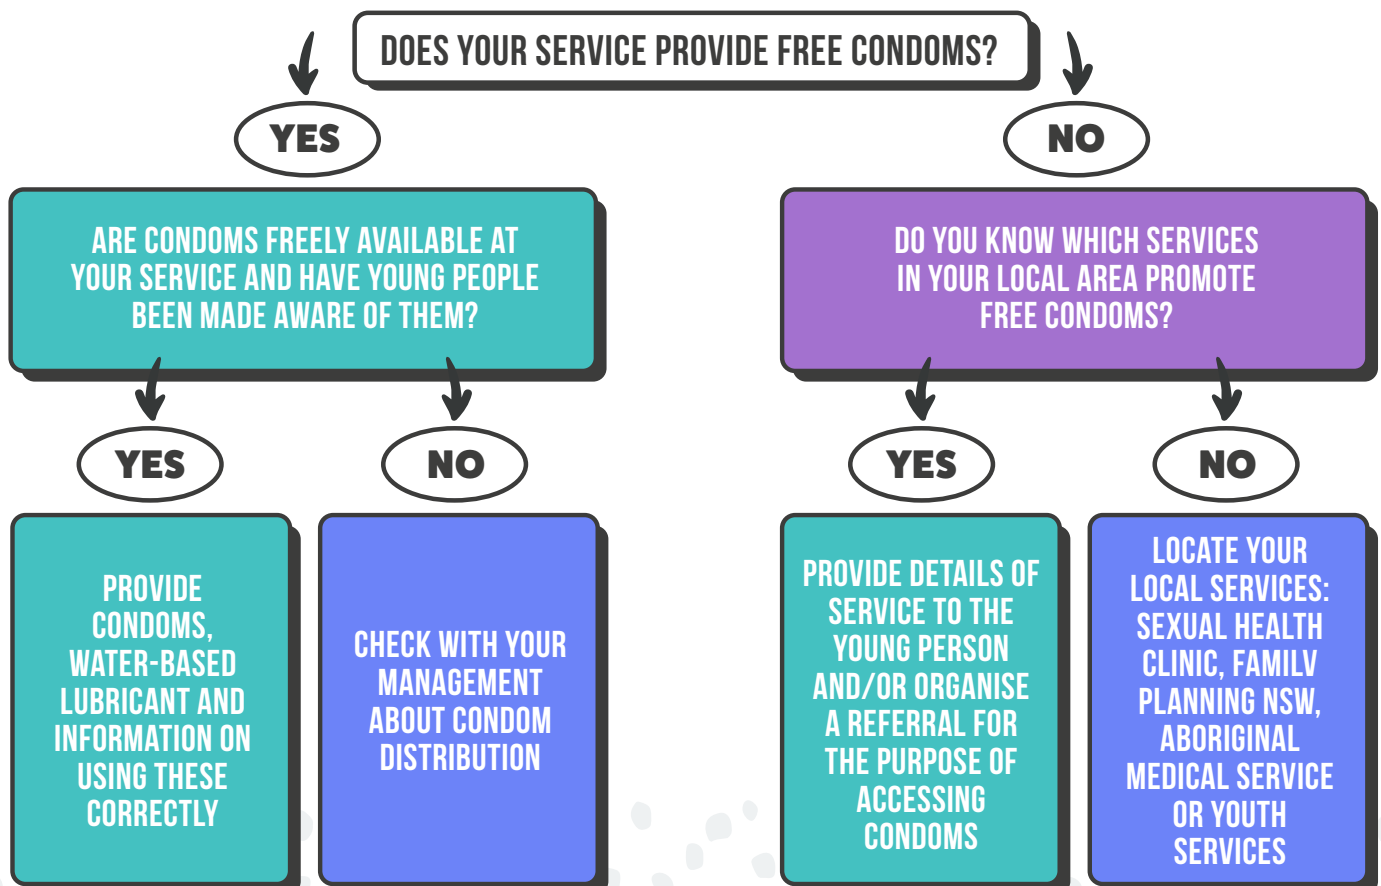 DOES YOUR SERVICE PROVIDE FREE CONDOMS?
YES
NO
ARE CONDOMS FREELY AVAILABLE AT
YOUR SERVICE AND HAVE YOUNG PEOPLE
BEEN MADE AWARE OF THEM?
DO YOU KNOW WHICH SERVICES
IN YOUR LOCAL AREA PROMOTE
FREE CONDOMS?
YES
NO
YES
NO
PROVIDE
CONDOMS,
WATER-BASED
LUBRICANT AND
INFORMATION ON
USING THESE
CORRECTLY
CHECK WITH YOUR
MANAGEMENT
ABOUT CONDOM
DISTRIBUTION
PROVIDE DETAILS OF
SERVICE TO THE
YOUNG PERSON
AND/OR ORGANISE
A REFERRAL FOR
THE PURPOSE OF
ACCESSING
CONDOMS
LOCATE YOUR
LOCAL SERVICES:
SEXUAL HEALTH
CLINIC, FAMILV
PLANNING NSW,
ABORIGINAL
MEDICAL SERVICE
OR YOUTH
SERVICES